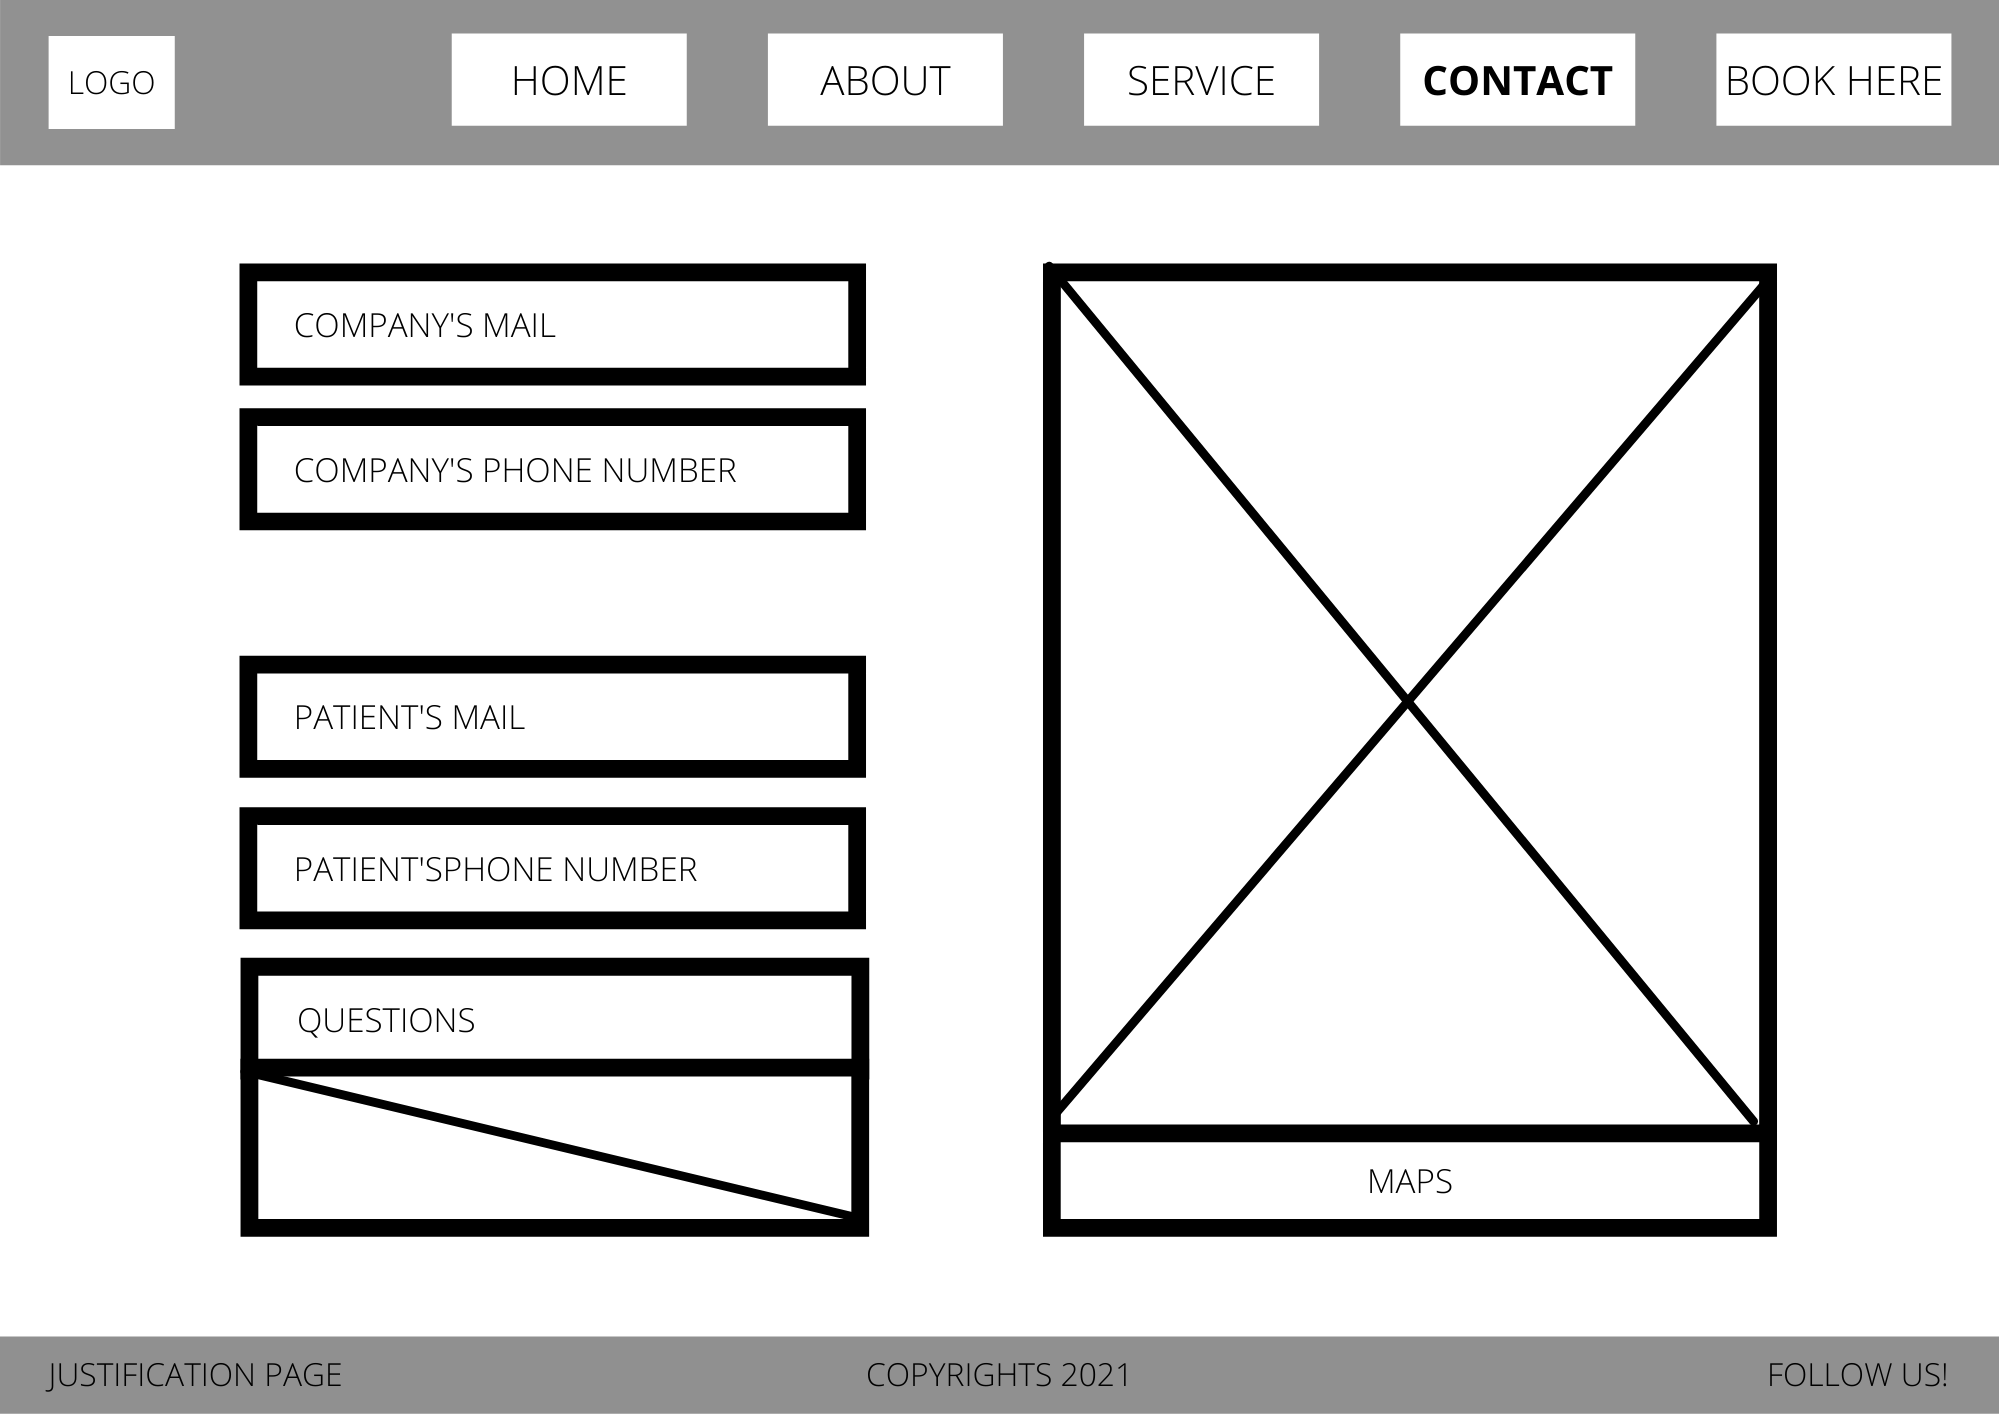 LOGO
HOME
ABOUT
SERVICE
CONTACT
BOOK HERE
COMPANY'S MAIL
COMPANY'S PHONE NUMBER
PATIENT'S MAIL
PATIENT'SPHONE NUMBER
QUESTIONS
MAPS
JUSTIFICATION PAGE
COPYRIGHTS 2021
FOLLOW US!